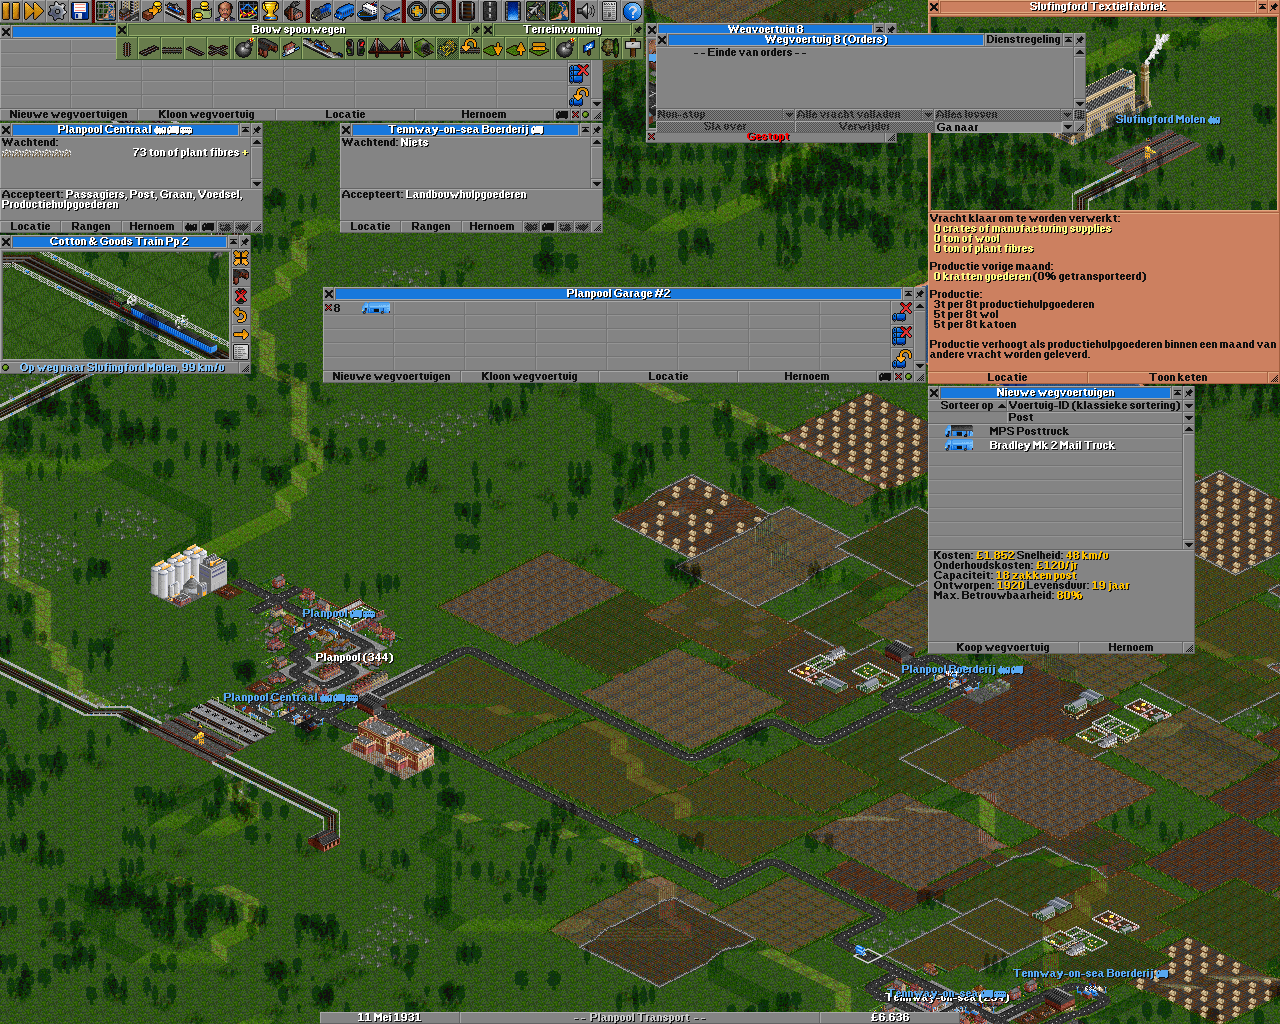 Bouw spoorwegen
Terreinvorming
Nieuwe wegvoertuigen
Kloon wegvoertuig
Locatie
Hernoem
Wegvoertuig 8
Wegvoertuig 8 (Orders)
Dienstregeling
- - Einde van orders - -
Non-stop
Alle vracht volladen
Alles lossen
Sla over
Verwijder
Ga naar
Gestopt
Slufingford Textielfabriek
Slufingford Molen
Vracht klaar om te worden verwerkt:
0 crates of manufacturing supplies
0 ton of wool
0 ton of plant fibres
Productie vorige maand:
0 kratten goederen (0% getransporteerd)
Productie:
3t per 8t productiehulpgoederen
5t per 8t wol
5t per 8t katoen
Productie verhoogt als productiehulpgoederen binnen een maand van
andere vracht worden geleverd.
Locatie
Toon keten
Planpool Centraal
Wachtend:
73 ton of plant fibres +
Accepteert: Passagiers, Post, Graan, Voedsel,
Productiehulpgoederen
Locatie
Rangen
Hernoem
Tennway-on-sea Boerderij
Wachtend: Niets
Accepteert: Landbouwhulpgoederen
Locatie
Rangen
Hernoem
Cotton & Goods Train Pp 2
Op weg naar Slufingford Molen, 99 km/u
Planpool Garage #2
8
Nieuwe wegvoertuigen
Kloon wegvoertuig
Locatie
Hernoem
Nieuwe wegvoertuigen
Sorteer op
Voertuig-ID (klassieke sortering)
Post
MPS Posttruck
Bradley Mk 2 Mail Truck
Kosten: £1.852 Snelheid: 48 km/u
Onderhoudskosten: £120/jr
Capaciteit: 18 zakken post
Ontworpen: 1920 Levensduur: 19 jaar
Max. Betrouwbaarheid: 80%
Koop wegvoertuig
Hernoem
Planpool
Planpool (344)
Planpool Boerderij
Planpool Centraal
Tennway-on-sea Boerderij
Tennway-on-sea
Tennway-on-sea
11 Mei 1931
- - Planpool Transport - -
£6.636